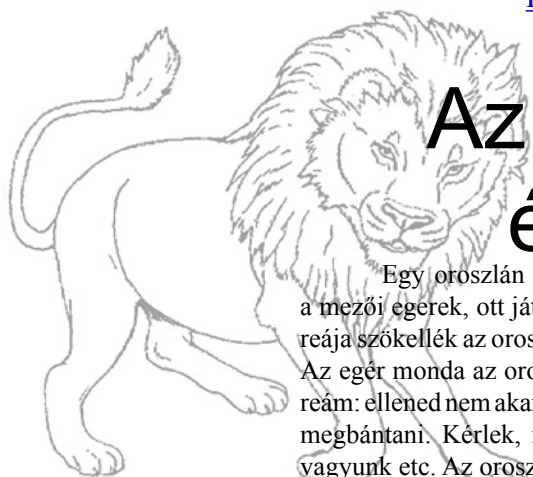 Az
é
Egy oroszlán
a mezői egerek, ott ját
reája szökellék az oros
Az egér monda az oro
reám: ellened nem aka
megbántani. Kérlek,
vagyunk etc. Az orosz